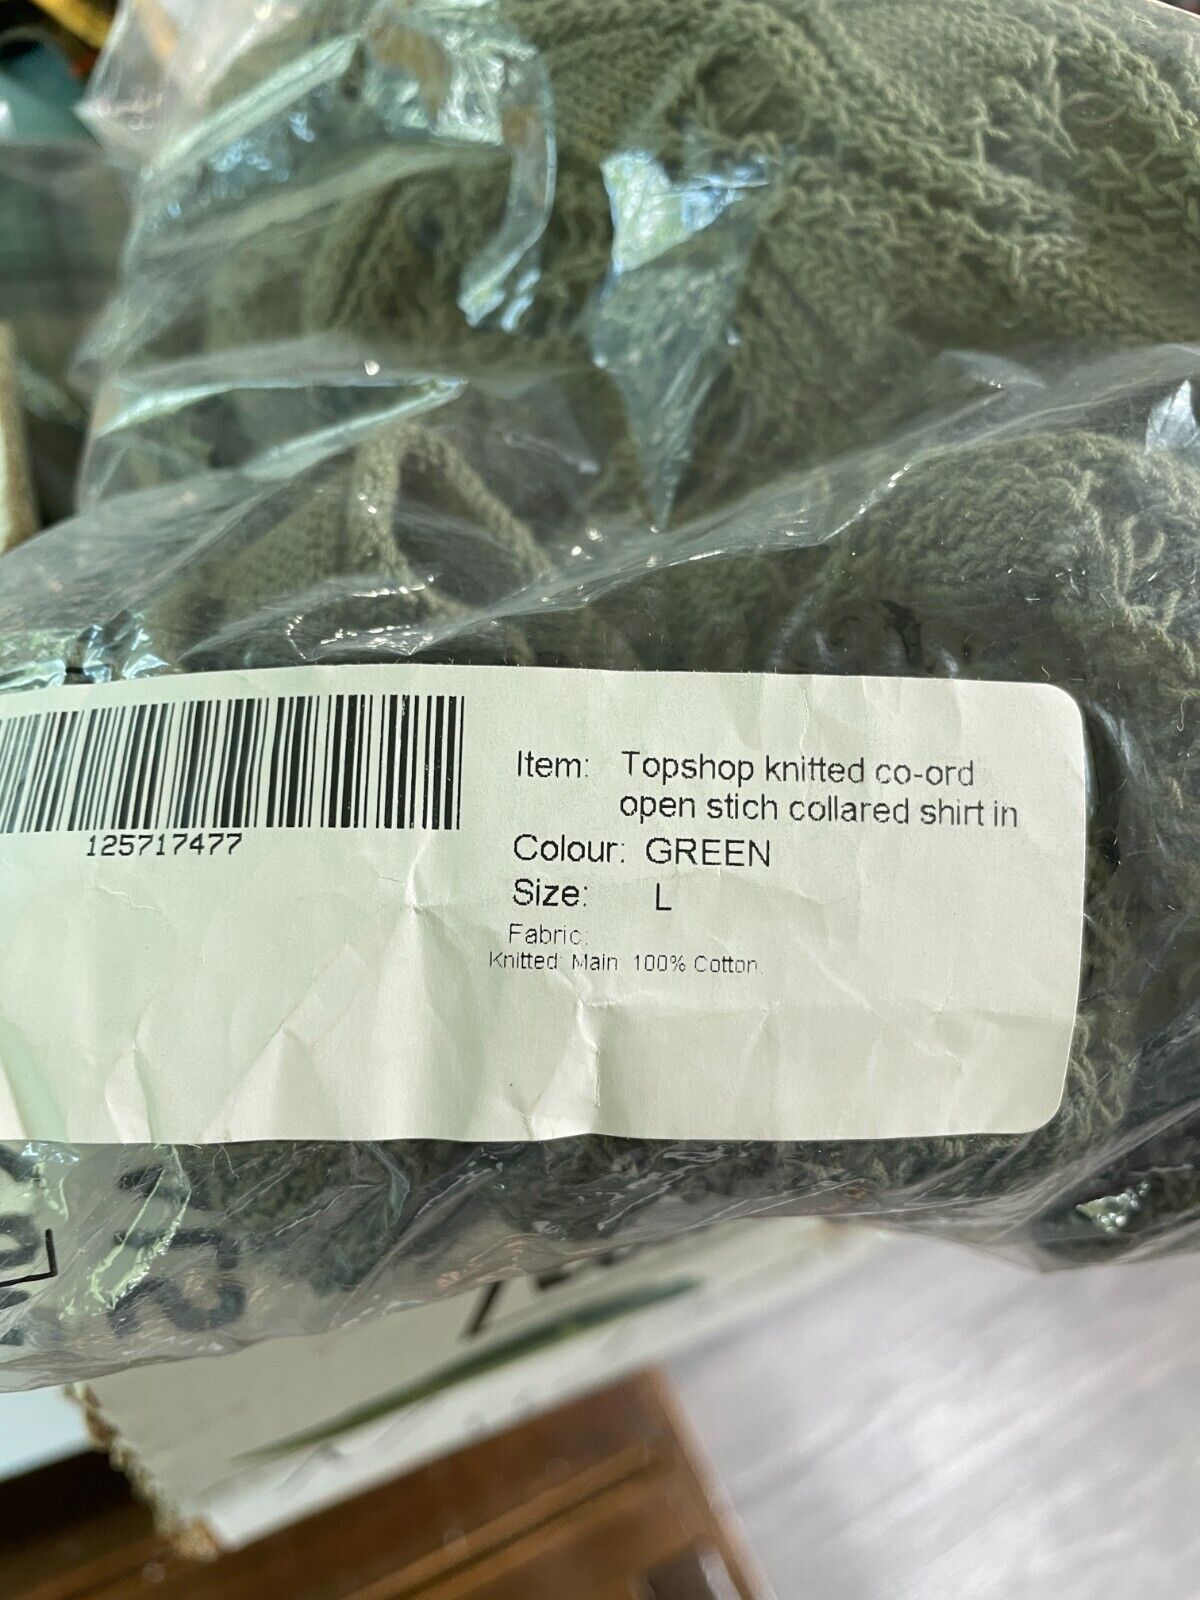 125717477
Item: Topshop knitted co-ord
open stich collared shirt in
Colour: GREEN
Size: L
Fabric:
Knitted: Main: 100% Cotton.